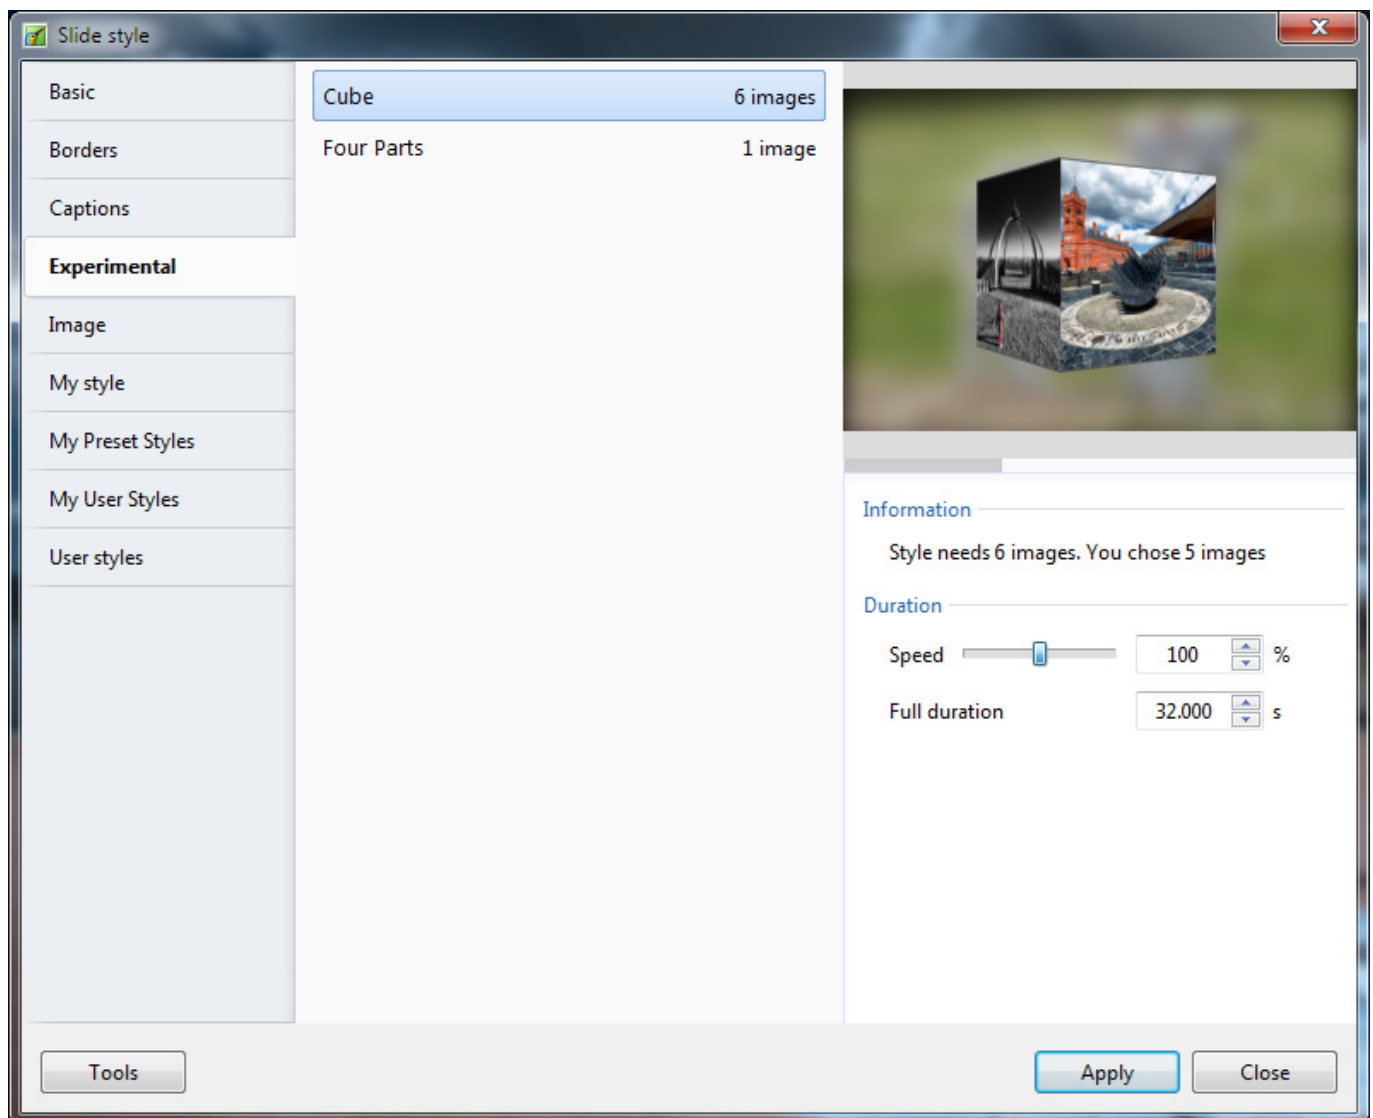 Slide style
x
Basic
Borders
Captions
Experimental
Image
My style
My Preset Styles
My User Styles
User styles
Cube 6 images
Four Parts 1 image
Information
Style needs 6 images. You chose 5 images
Duration
Speed 100 %
Full duration 32.000 s
Tools
Apply Close